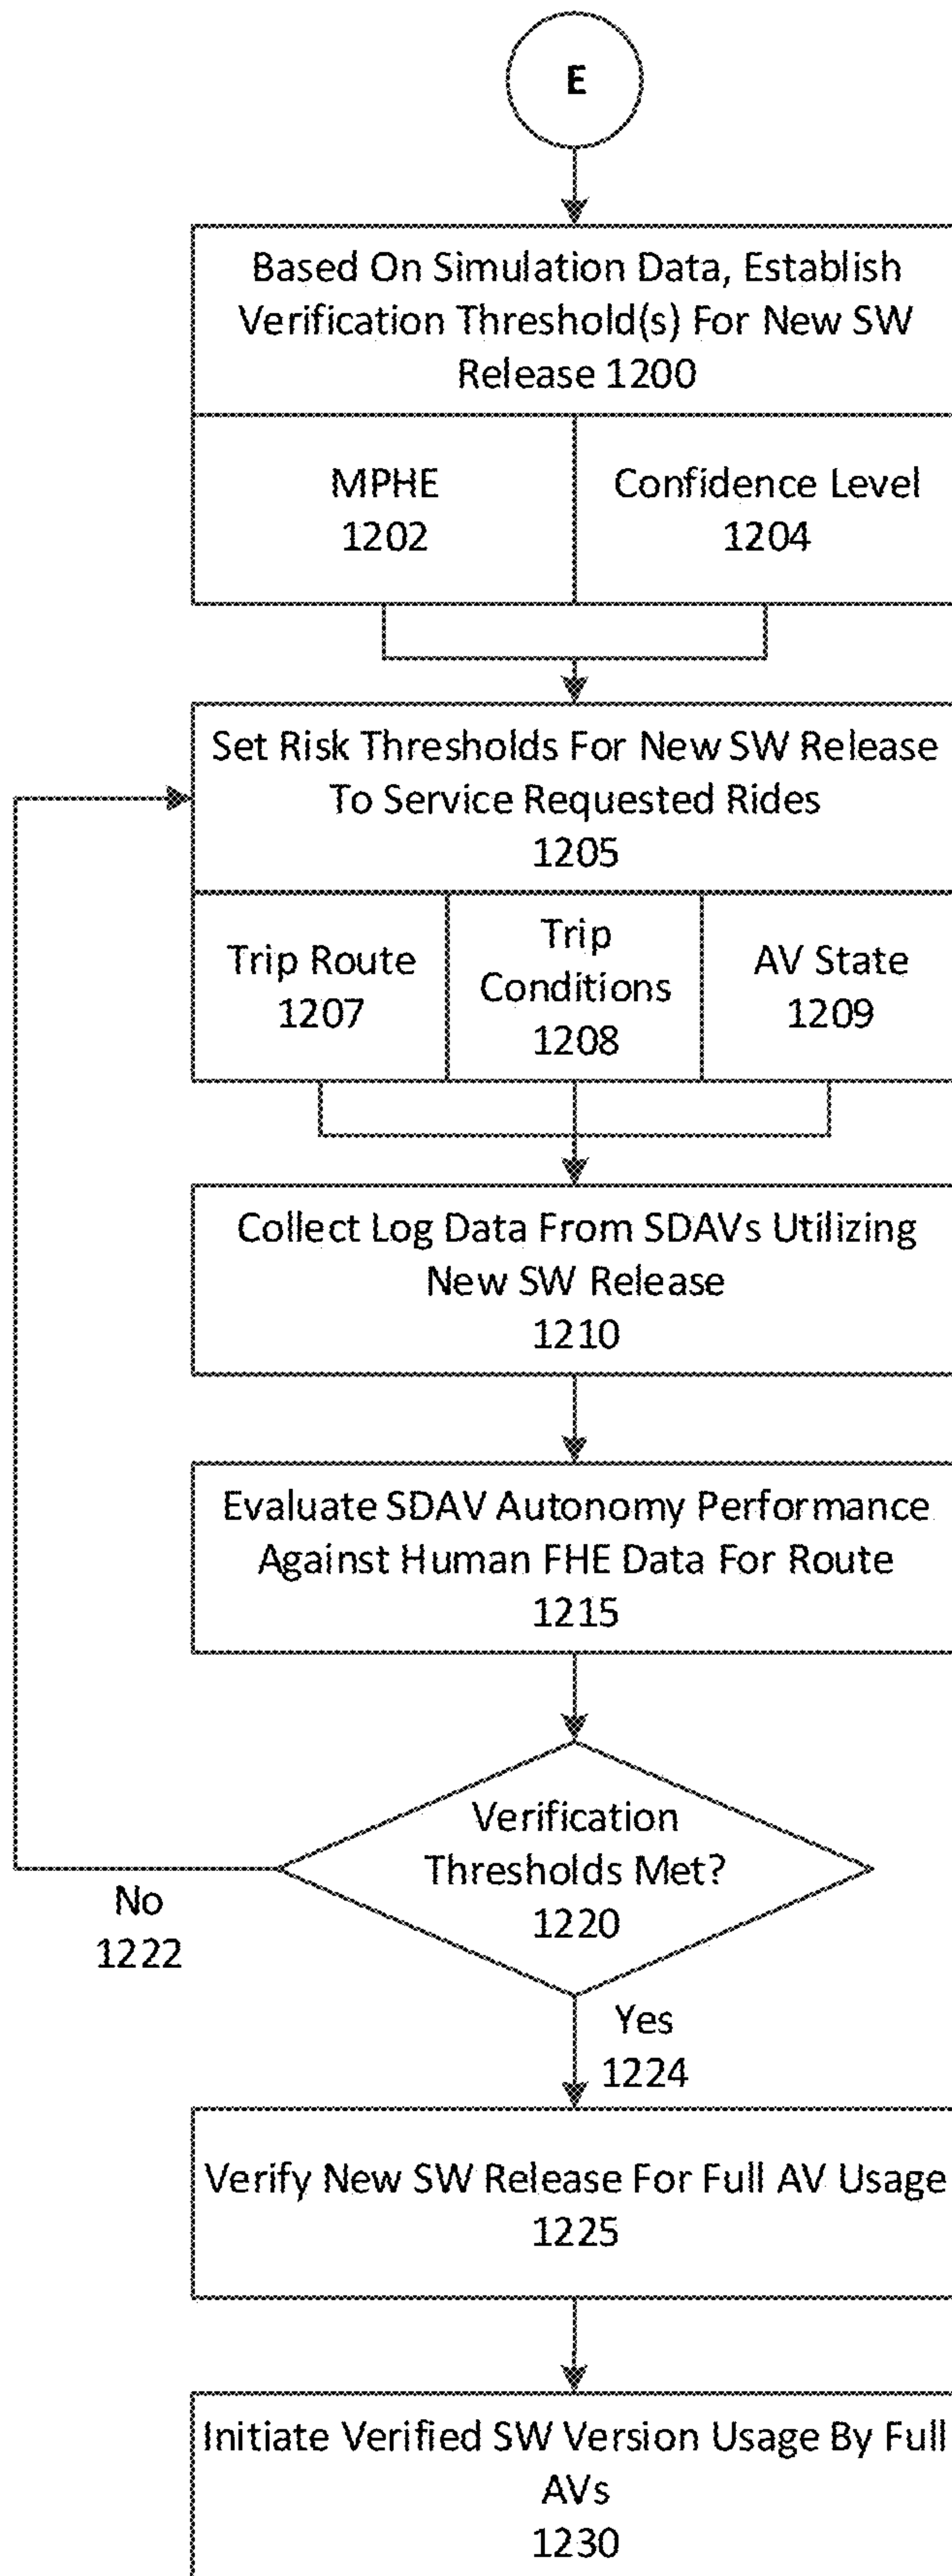 E
Based On Simulation Data, Establish
Verification Threshold(s) For New SW
Release 1200
MPHE
1202
Confidence Level
1204
Set Risk Thresholds For New SW Release
To Service Requested Rides
1205
Trip Route
1207
Trip
Conditions
1208
AV State
1209
Collect Log Data From SDAVs Utilizing
New SW Release
1210
Evaluate SDAV Autonomy Performance
Against Human FHE Data For Route
1215
Verification
Thresholds Met?
1220
No
1222
Yes
1224
Verify New SW Release For Full AV Usage
1225
Initiate Verified SW Version Usage By Full
AVs
1230